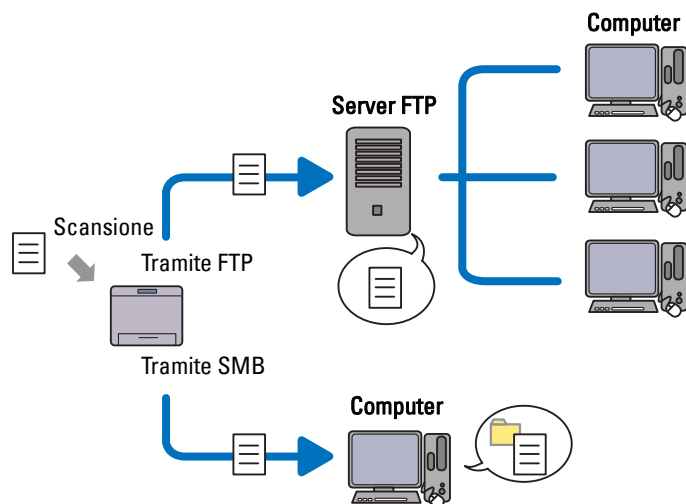 Computer
Server FTP
Scansione
Tramite FTP
Tramite SMB
Computer